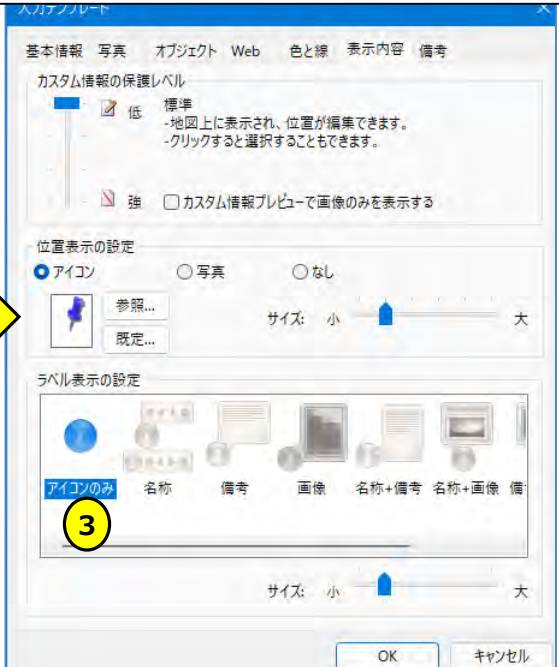 入力テンプレート
基本情報 写真 オブジェクト Web 色と線 表示内容 備考
カスタム情報の保護レベル
低 標準
-地図上に表示され、位置が編集できます。
-クリックすると選択することもできます。
強 カスタム情報プレビューで画像のみを表示する
位置表示の設定
アイコン 写真 なし
参照...
サイズ: 小 大
既定...
ラベル表示の設定
アイコンのみ 名称 備考 画像 名称+備考 名称+画像 備
3
サイズ: 小 大
OK キャンセル